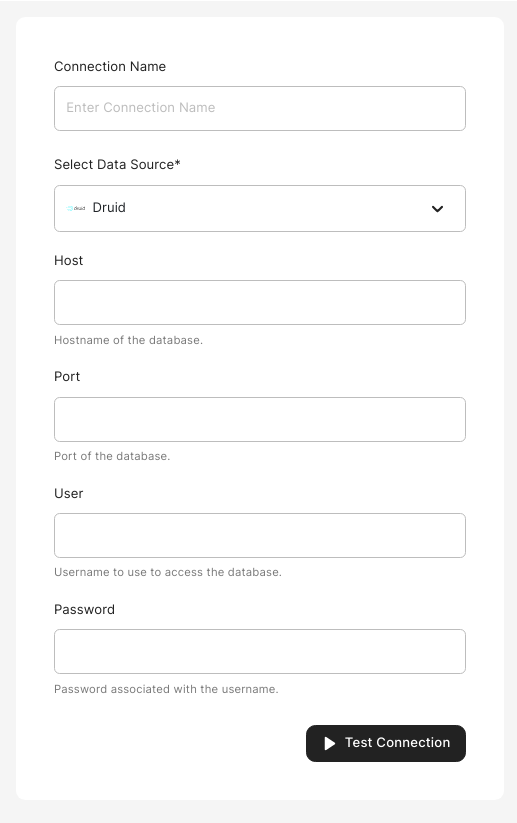 Connection Name
Enter Connection Name
Select Data Source*
druid Druid
Host
Hostname of the database.
Port
Port of the database.
User
Username to use to access the database.
Password
Password associated with the username.
Test Connection